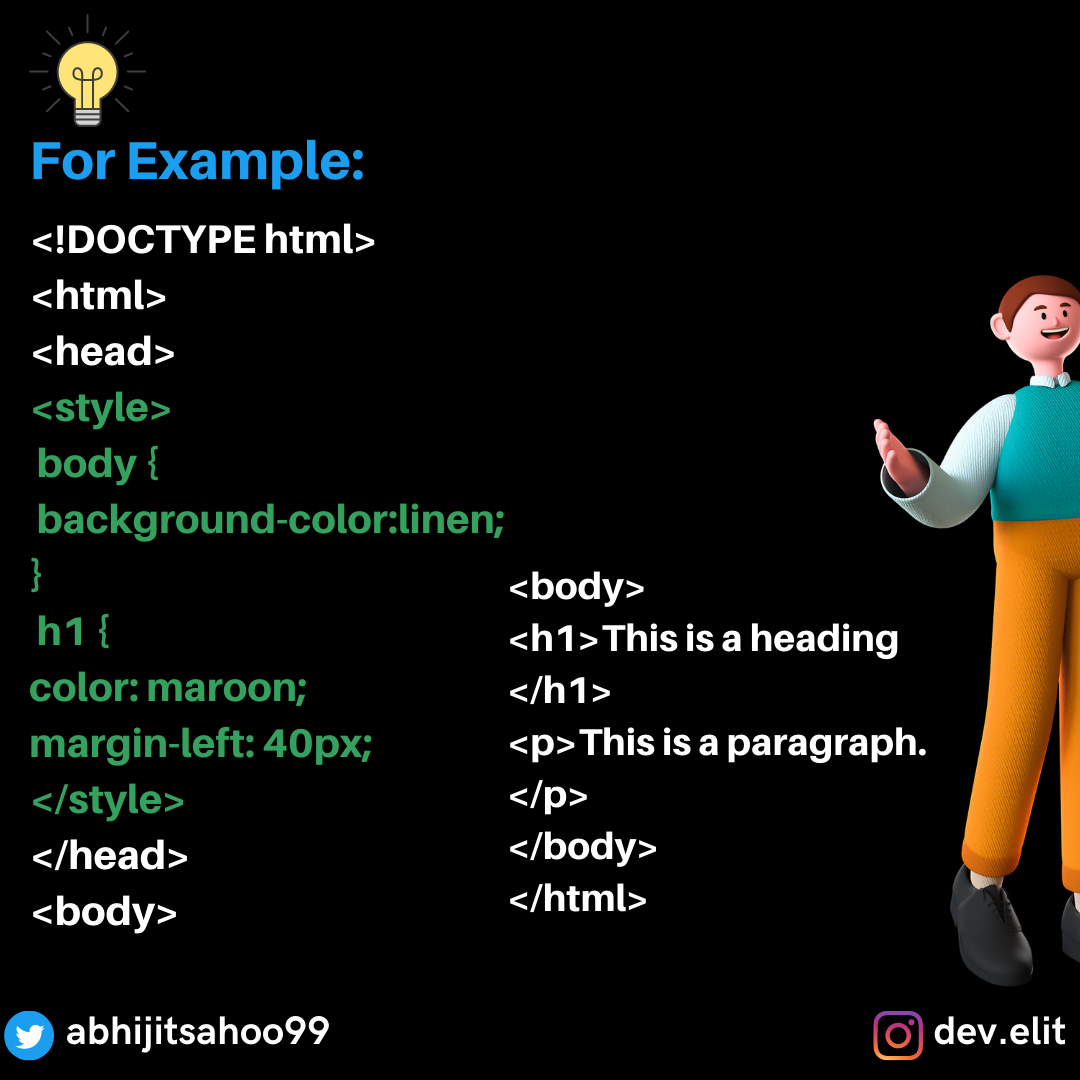 For Example:
<!DOCTYPE html>
<html>
<head>
<style>
body {
background-color:linen;
}
h1 {
color: maroon;
margin-left: 40px;
</style>
</head>
<body>
<body>
<h1>This is a heading
</h1>
<p>This is a paragraph.
</p>
</body>
</html>
abhijitsahoo99
dev.elit